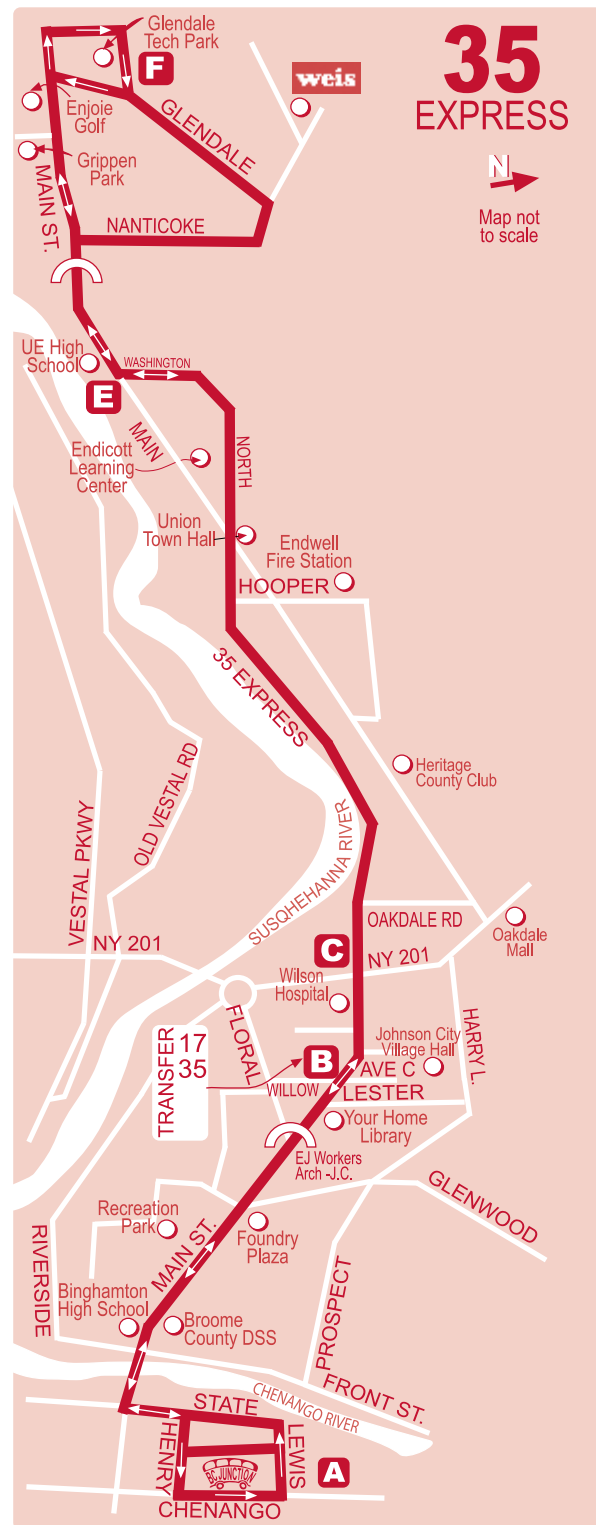 35
EXPRESS
N
Map not
to scale
Glendale
Tech Park
F
weis
Enjoie
Golf
GLENDALE
Grippen
Park
MAIN ST.
NANTICOKE
UE High
School
WASHINGTON
E
MAIN
NORTH
Endicott
Learning
Center
Union
Town Hall
Endwell
Fire Station
HOOPER
35 EXPRESS
Heritage
County Club
OLD VESTAL RD
VESTAL PKWY
SUSQHEHANNA RIVER
OAKDALE RD
Oakdale
Mall
NY 201
C
NY 201
Wilson
Hospital
FLORAL
HARRY L.
Johnson City
Village Hall
TRANSFER
17
35
B
AVE C
WILLOW
LESTER
Your Home
Library
EJ Workers
Arch -J.C.
GLENWOOD
Recreation
Park
Foundry
Plaza
MAIN ST.
RIVERSIDE
PROSPECT
Binghamton
High School
Broome
County DSS
FRONT ST.
CHENANGO RIVER
STATE
HENRY
LEWIS
BC JUNCTION
A
CHENANGO